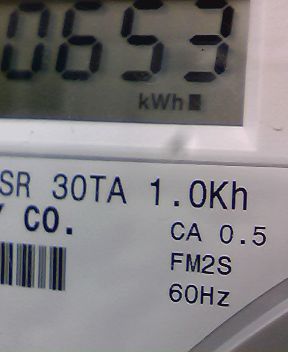 0653
kWh
SR 30TA 1.0Kh
CO.
CA 0.5
FM2S
60Hz